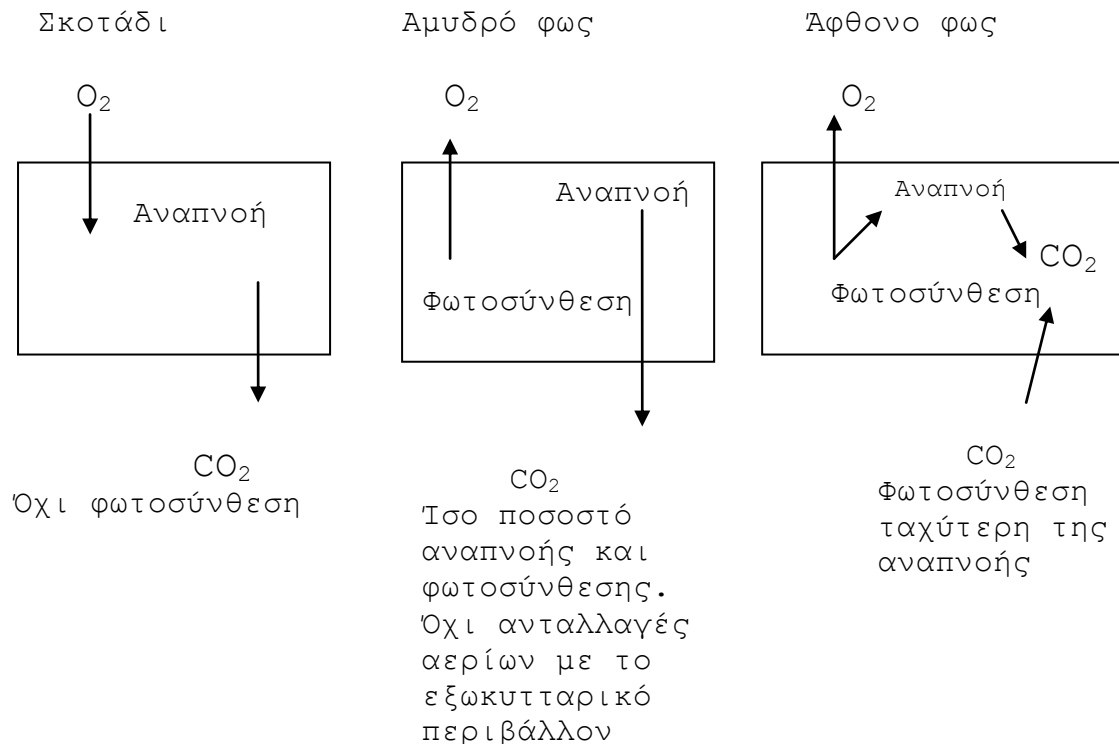 Σκοτάδι
O₂
Αναπνοή
CO₂
Όχι φωτοσύνθεση
Αμυδρό φως
O₂
Αναπνοή
Φωτοσύνθεση
CO₂
Ίσο ποσοστό
αναπνοής και
φωτοσύνθεσης.
Όχι ανταλλαγές
αερίων με το
εξωκυτταρικό
περιβάλλον
Άφθονο φως
O₂
Αναπνοή
CO₂
Φωτοσύνθεση
CO₂
Φωτοσύνθεση
ταχύτερη της
αναπνοής